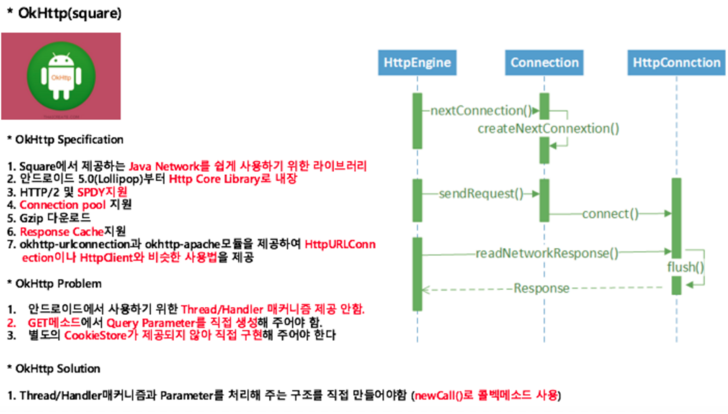 * OkHttp(square)
OkHttp
* OkHttp Specification
1. Square에서 제공하는 Java Network를 쉽게 사용하기 위한 라이브러리
2. 안드로이드 5.0(Lollipop)부터 Http Core Library로 내장
3. HTTP/2 및 SPDY지원
4. Connection pool 지원
5. Gzip 다운로드
6. Response Cache지원
7. okhttp-urlconnection과 okhttp-apache모듈을 제공하여 HttpURLConn
ection이나 HttpClient와 비슷한 사용법을 제공
* OkHttp Problem
1. 안드로이드에서 사용하기 위한 Thread/Handler 매커니즘 제공 안함.
2. GET메소드에서 Query Parameter를 직접 생성해 주어야 함.
3. 별도의 CookieStore가 제공되지 않아 직접 구현해 주어야 한다
* OkHttp Solution
1. Thread/Handler매커니즘과 Parameter를 처리해 주는 구조를 직접 만들어야함 (newCall()로 콜벡메소드 사용)
HttpEngine
Connection
HttpConnction
nextConnection()
createNextConnextion()
sendRequest()
connect()
readNetworkResponse()
flush()
Response